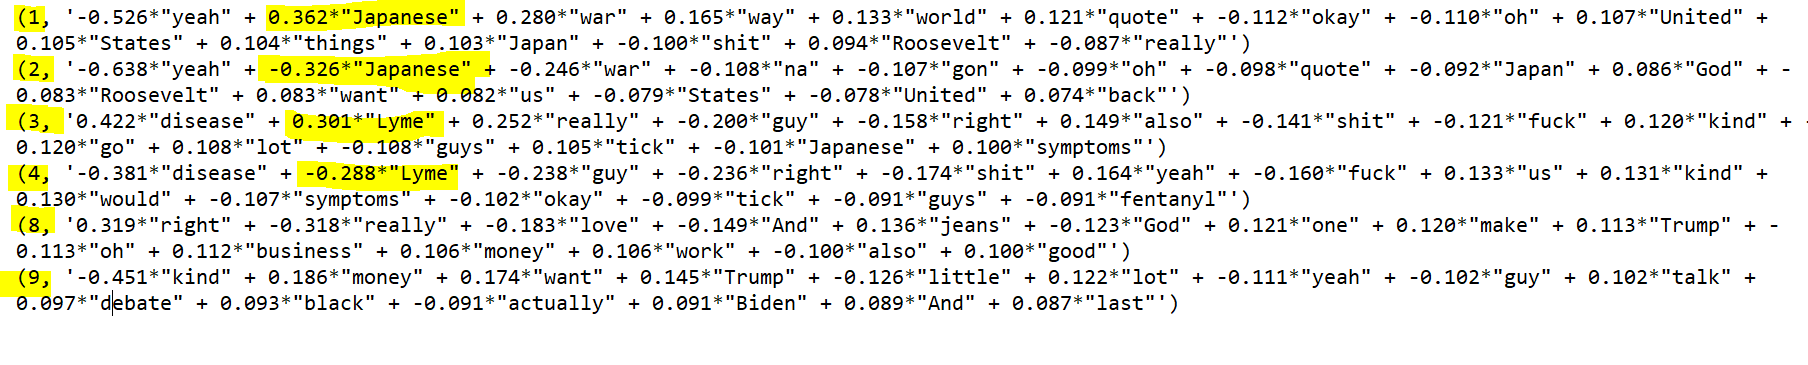 (1, '-0.526*"yeah" + 0.362*"Japanese" + 0.280*"war" + 0.165*"way" + 0.133*"world" + 0.121*"quote" + -0.112*"okay" + -0.110*"oh" + 0.107*"United" +
0.105*"States" + 0.104*"things" + 0.103*"Japan" + -0.100*"shit" + 0.094*"Roosevelt" + -0.087*"really"')
(2, '-0.638*"yeah" + -0.326*"Japanese" + -0.246*"war" + -0.108*"na" + -0.107*"gon" + -0.099*"oh" + -0.098*"quote" + -0.092*"Japan" + 0.086*"God" + -
0.083*"Roosevelt" + 0.083*"want" + 0.082*"us" + -0.079*"States" + -0.078*"United" + 0.074*"back"')
(3, '0.422*"disease" + 0.301*"Lyme" + 0.252*"really" + -0.200*"guy" + -0.158*"right" + 0.149*"also" + -0.141*"shit" + -0.121*"fuck" + 0.120*"kind" + -
0.120*"go" + 0.108*"lot" + -0.108*"guys" + 0.105*"tick" + -0.101*"Japanese" + 0.100*"symptoms"')
(4, '-0.381*"disease" + -0.288*"Lyme" + -0.238*"guy" + -0.236*"right" + -0.174*"shit" + 0.164*"yeah" + -0.160*"fuck" + 0.133*"us" + 0.131*"kind" +
0.130*"would" + -0.107*"symptoms" + -0.102*"okay" + -0.099*"tick" + -0.091*"guys" + -0.091*"fentanyl"')
(8, '0.319*"right" + -0.318*"really" + -0.183*"love" + -0.149*"And" + 0.136*"jeans" + -0.123*"God" + 0.121*"one" + 0.120*"make" + 0.113*"Trump" + -
0.113*"oh" + 0.112*"business" + 0.106*"money" + 0.106*"work" + -0.100*"also" + 0.100*"good"')
(9, '-0.451*"kind" + 0.186*"money" + 0.174*"want" + 0.145*"Trump" + -0.126*"little" + 0.122*"lot" + -0.111*"yeah" + -0.102*"guy" + 0.102*"talk" +
0.097*"debate" + 0.093*"black" + -0.091*"actually" + 0.091*"Biden" + 0.089*"And" + 0.087*"last"')